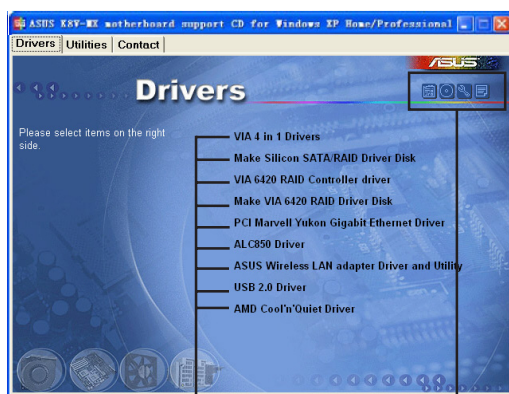 ASUS K8V-MX motherboard support CD for Windows XP Home/Professional
Drivers Utilities Contact
ASUS
Drivers
Please select items on the right
side.
VIA 4 in 1 Drivers
Make Silicon SATA/RAID Driver Disk
VIA 6420 RAID Controller driver
Make VIA 6420 RAID Driver Disk
PCI Marvell Yukon Gigabit Ethernet Driver
ALC850 Driver
ASUS Wireless LAN adapter Driver and Utility
USB 2.0 Driver
AMD Cool'n'Quiet Driver